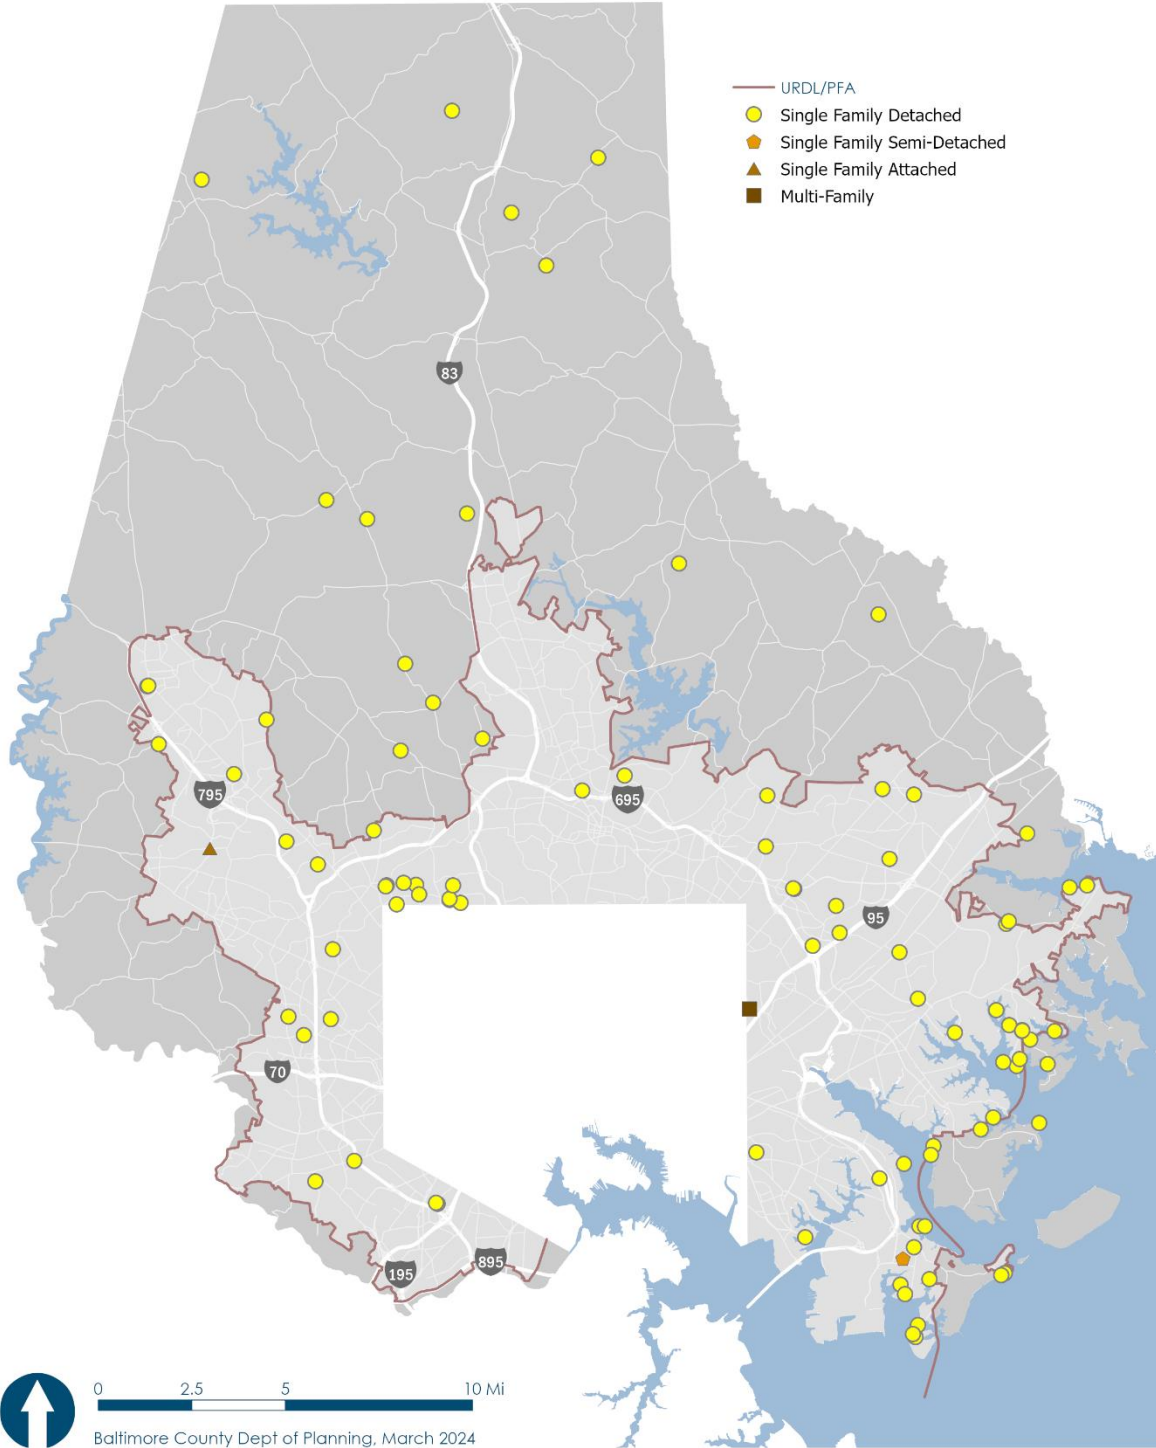 URDL/PFA
Single Family Detached
Single Family Semi-Detached
Single Family Attached
Multi-Family
83
795
695
95
70
195
895
0 2.5 5 10 Mi
Baltimore County Dept of Planning, March 2024